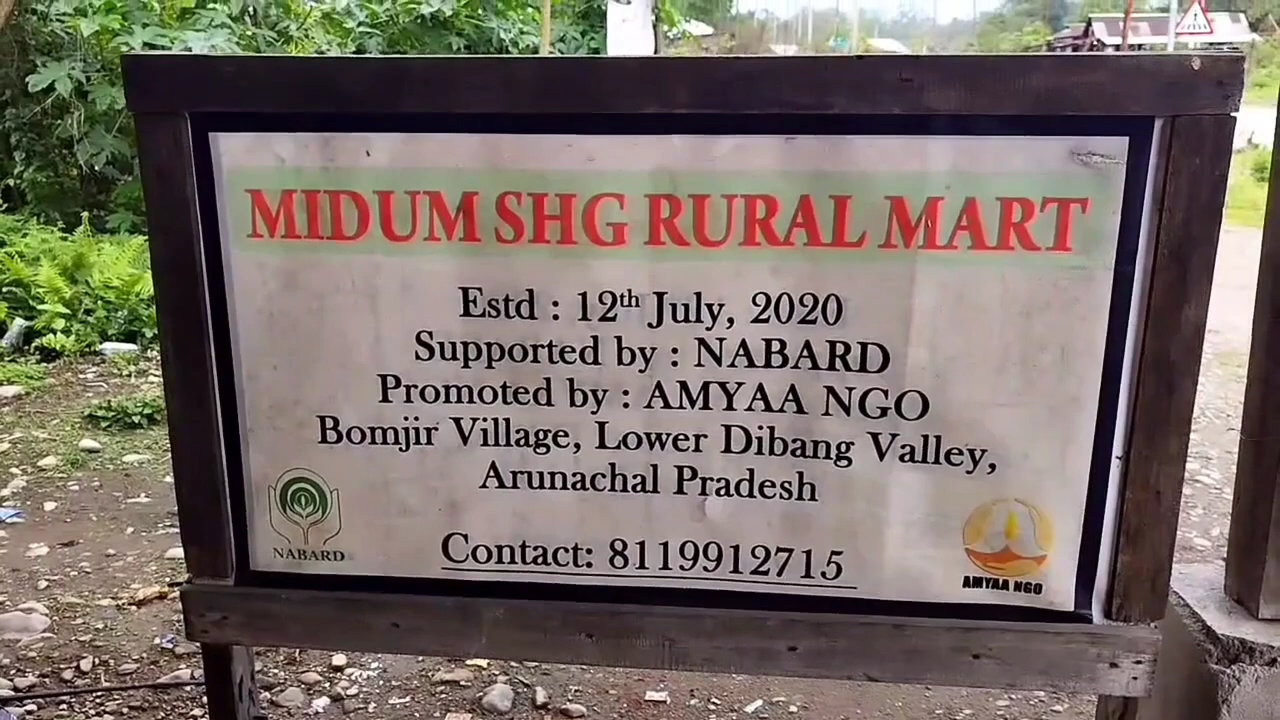 MIDUM SHG RURAL MART
Estd : 12th July, 2020
Supported by : NABARD
Promoted by : AMYAA NGO
Bomjir Village, Lower Dibang Valley,
Arunachal Pradesh
NABARD
Contact: 8119912715
AMYAA NGO